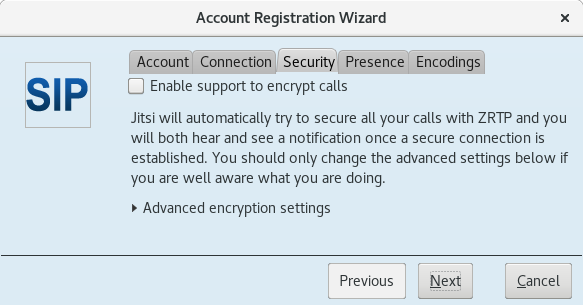 Account Registration Wizard
×
SIP
Account Connection Security Presence Encodings
Enable support to encrypt calls
Jitsi will automatically try to secure all your calls with ZRTP and you
will both hear and see a notification once a secure connection is
established. You should only change the advanced settings below if
you are well aware what you are doing.
Advanced encryption settings
Previous Next Cancel